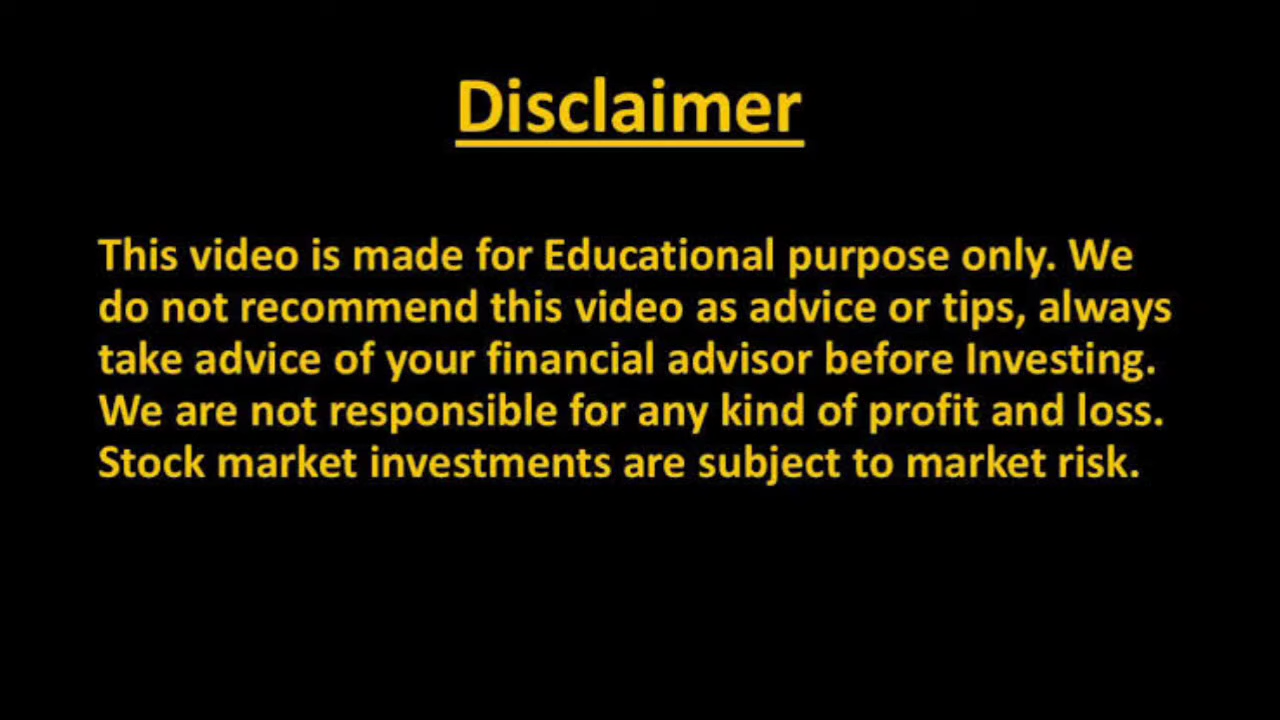 Disclaimer
This video is made for Educational purpose only. We
do not recommend this video as advice or tips, always
take advice of your financial advisor before Investing.
We are not responsible for any kind of profit and loss.
Stock market investments are subject to market risk.